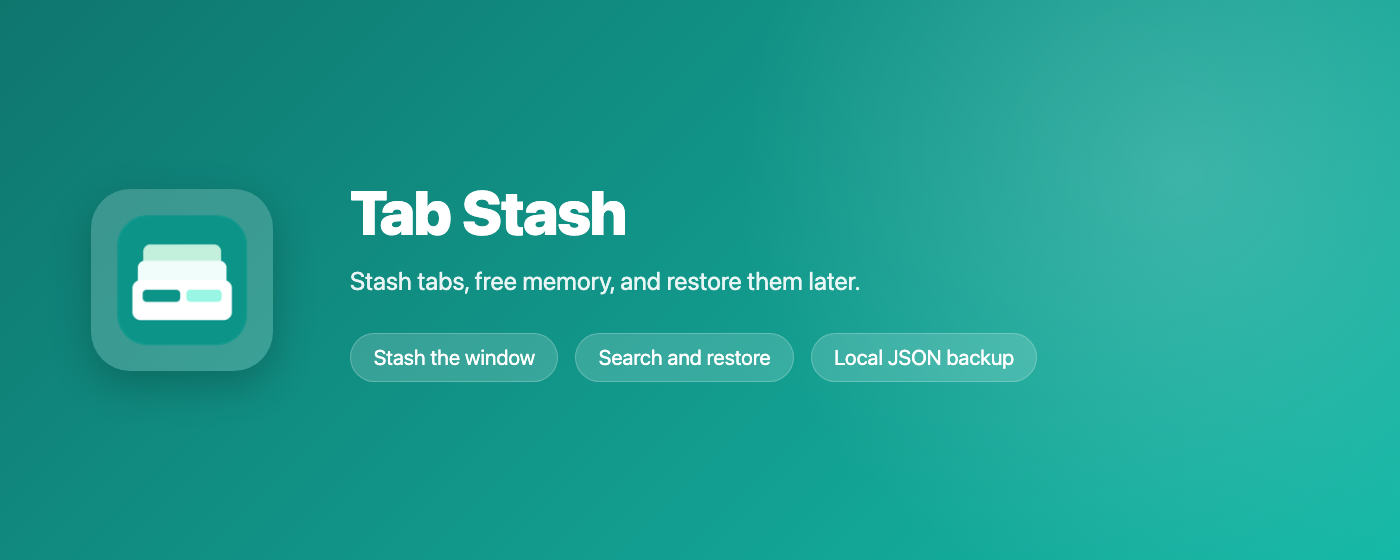 Tab Stash
Stash tabs, free memory, and restore them later.
Stash the window
Search and restore
Local JSON backup